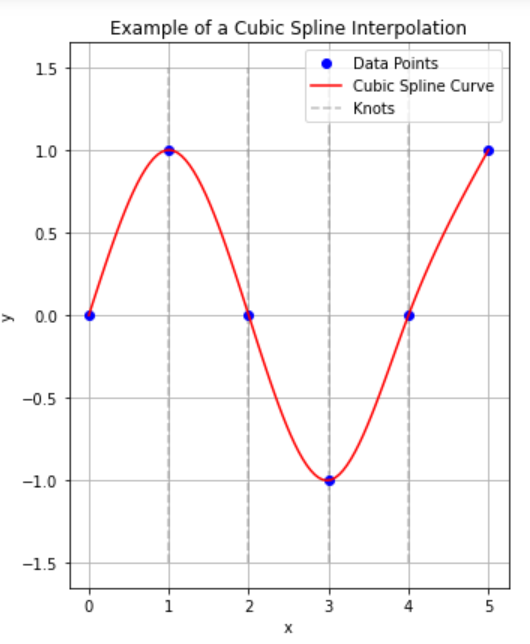 Example of a Cubic Spline Interpolation
Data Points
Cubic Spline Curve
Knots
1.5
1.0
0.5
0.0
−0.5
−1.0
−1.5
y
0 1 2 3 4 5
x